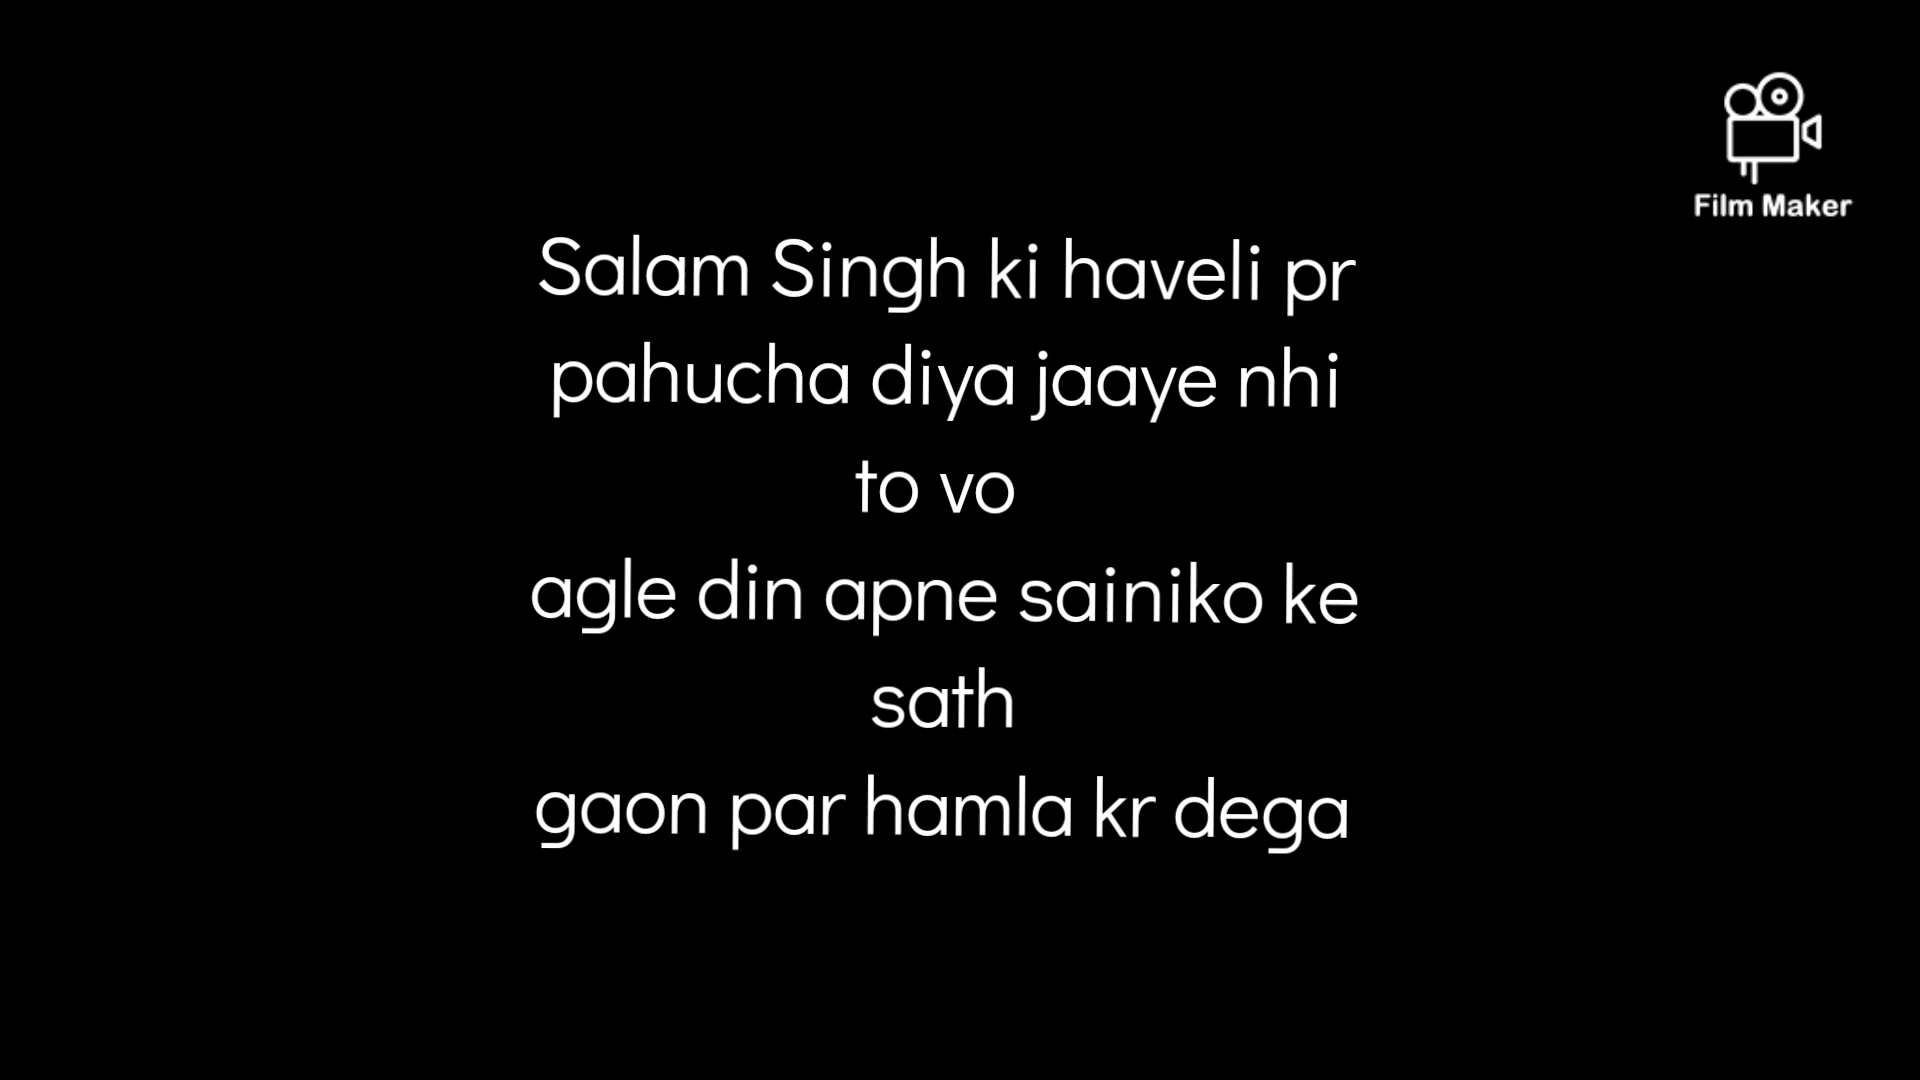 Film Maker
Salam Singh ki haveli pr
pahucha diya jaaye nhi
to vo
agle din apne sainiko ke
sath
gaon par hamla kr dega